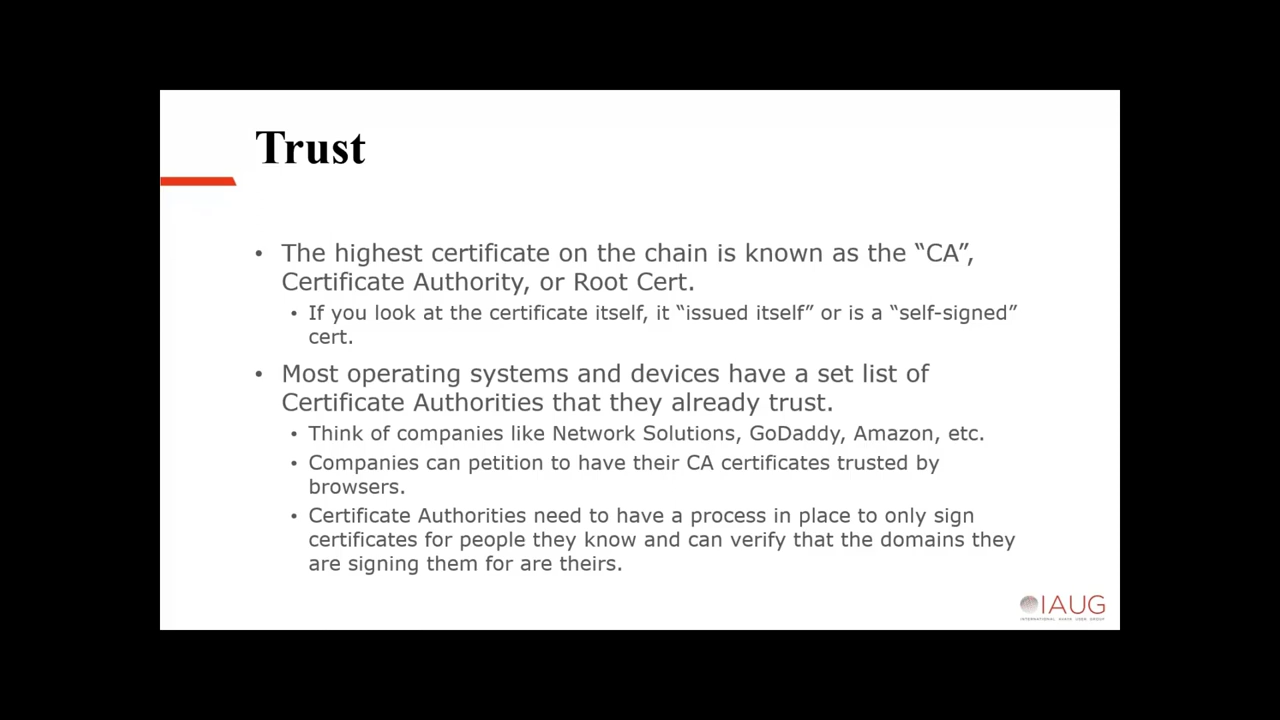 Trust
• The highest certificate on the chain is known as the “CA”,
Certificate Authority, or Root Cert.
• If you look at the certificate itself, it “issued itself” or is a “self-signed”
cert.
• Most operating systems and devices have a set list of
Certificate Authorities that they already trust.
• Think of companies like Network Solutions, GoDaddy, Amazon, etc.
• Companies can petition to have their CA certificates trusted by
browsers.
• Certificate Authorities need to have a process in place to only sign
certificates for people they know and can verify that the domains they
are signing them for are theirs.
IAUG
INTERNATIONAL AVAYA USER GROUP